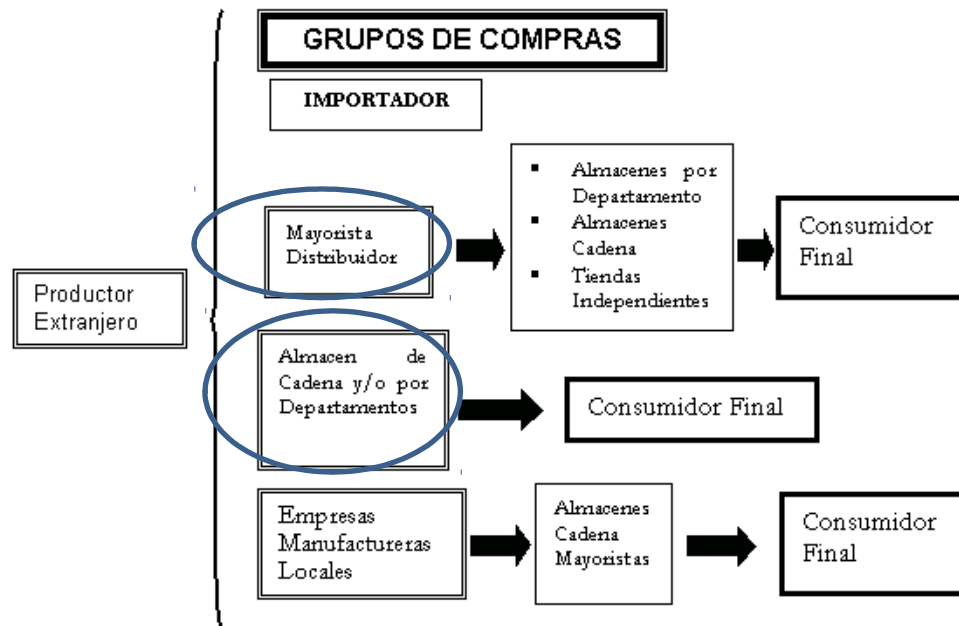 GRUPOS DE COMPRAS
IMPORTADOR
Productor
Extranjero
Mayorista
Distribuidor
▪ Almacenes por
Departamento
▪ Almacenes
Cadena
▪ Tiendas
Independientes
Consumidor
Final
Almacen de
Cadena y/o por
Departamentos
Consumidor Final
Empresas
Manufactureras
Locales
Almacenes
Cadena
Mayoristas
Consumidor
Final